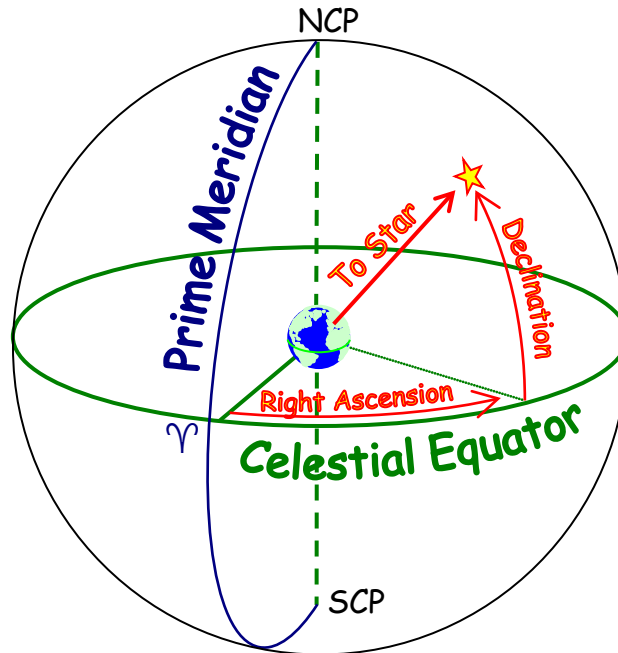 NCP
Prime Meridian
To Star
Declination
Right Ascension
♈
Celestial Equator
SCP